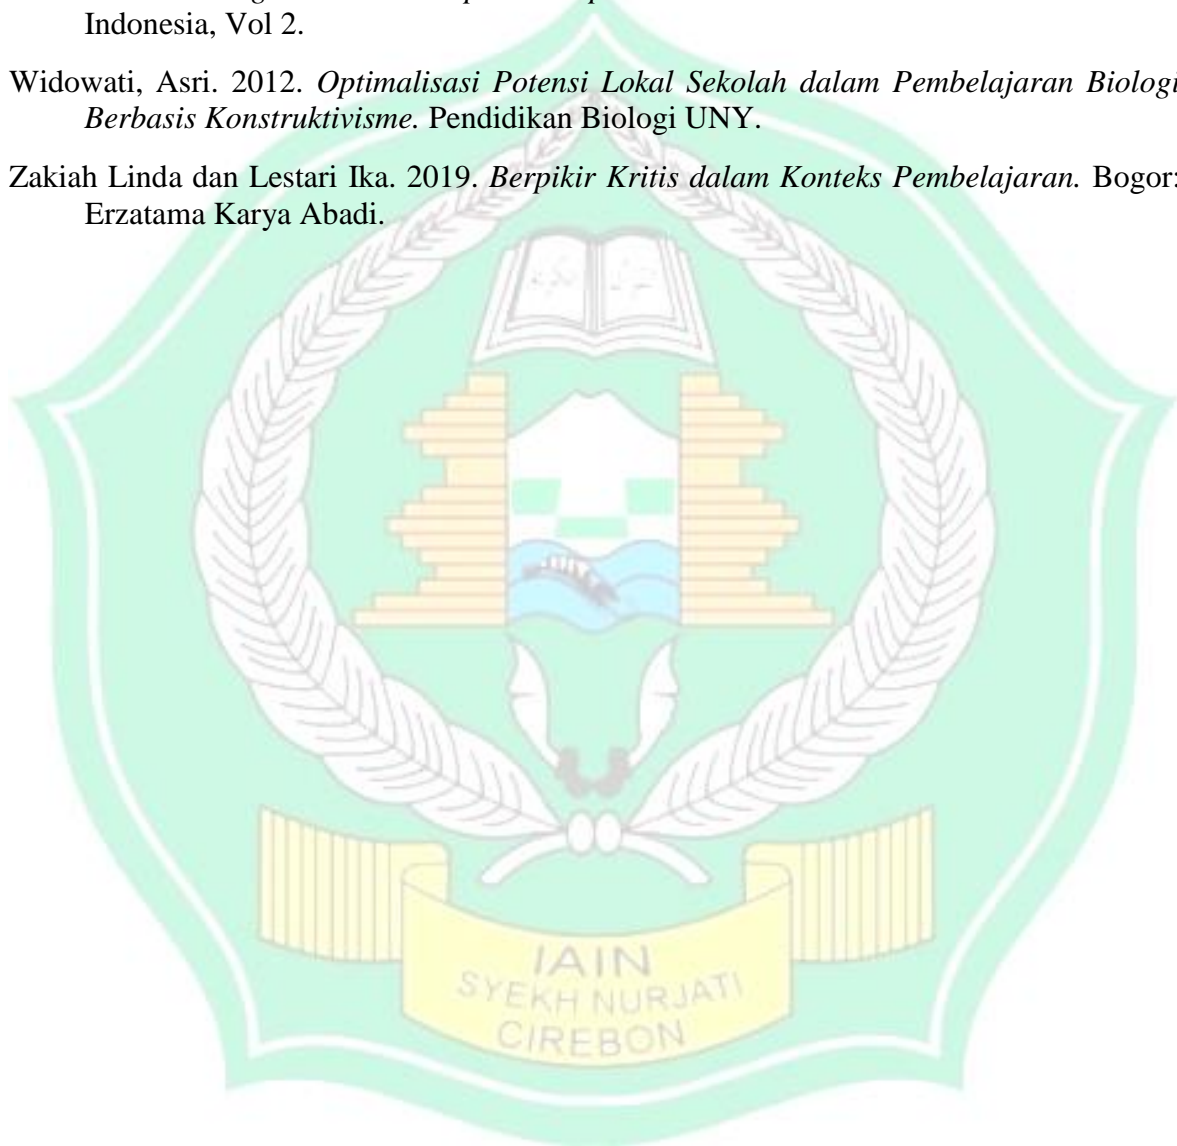 Indonesia, Vol 2.
Widowati, Asri. 2012. Optimalisasi Potensi Lokal Sekolah dalam Pembelajaran Biologi
Berbasis Konstruktivisme. Pendidikan Biologi UNY.
Zakiah Linda dan Lestari Ika. 2019. Berpikir Kritis dalam Konteks Pembelajaran. Bogor:
Erzatama Karya Abadi.
IAIN
SYEKH NURJATI
CIREBON